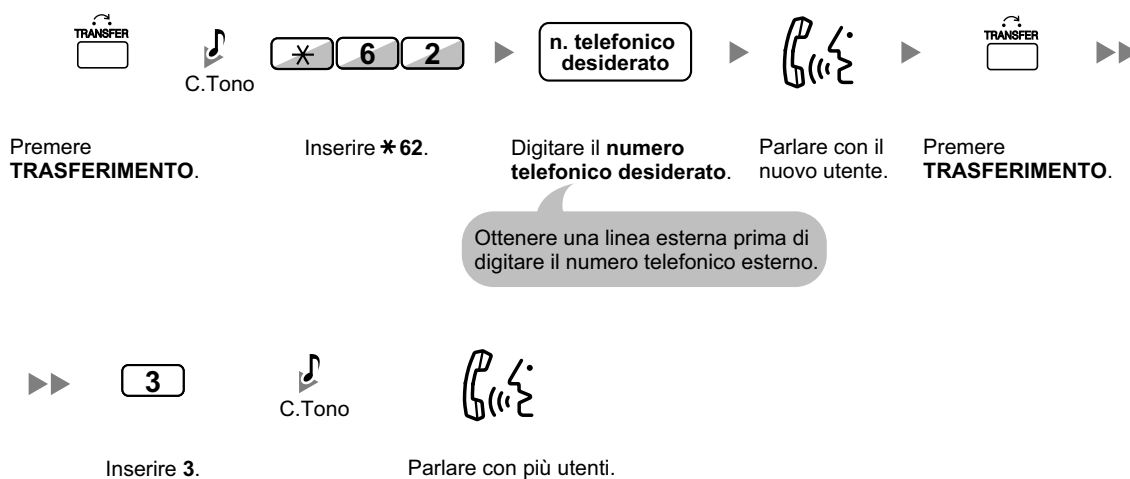 TRANSFER
C.Tono
* 6 2
n. telefonico
desiderato
TRANSFER
Premere
TRASFERIMENTO.
Inserire * 62.
Digitare il numero
telefonico desiderato.
Parlare con il
nuovo utente.
Premere
TRASFERIMENTO.
Ottenere una linea esterna prima di
digitare il numero telefonico esterno.
3
C.Tono
Inserire 3.
Parlare con più utenti.